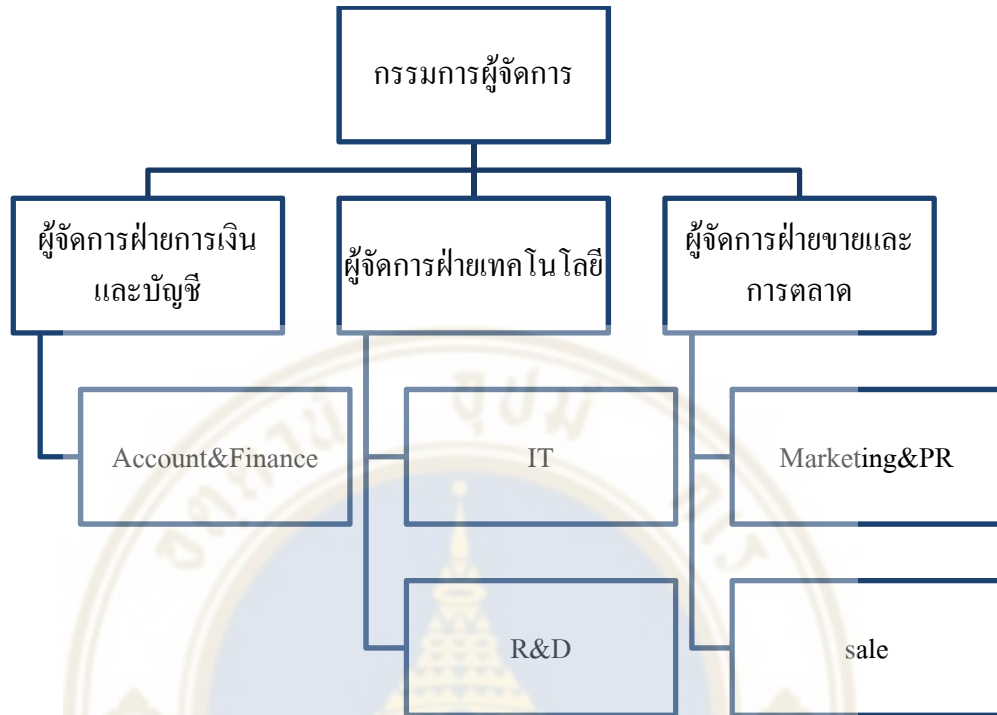 กรรมการผู้จัดการ
ผู้จัดการฝ่ายการเงิน
และบัญชี
ผู้จัดการฝ่ายเทคโนโลยี
ผู้จัดการฝ่ายขายและ
การตลาด
Account&Finance
IT
Marketing&PR
R&D
sale